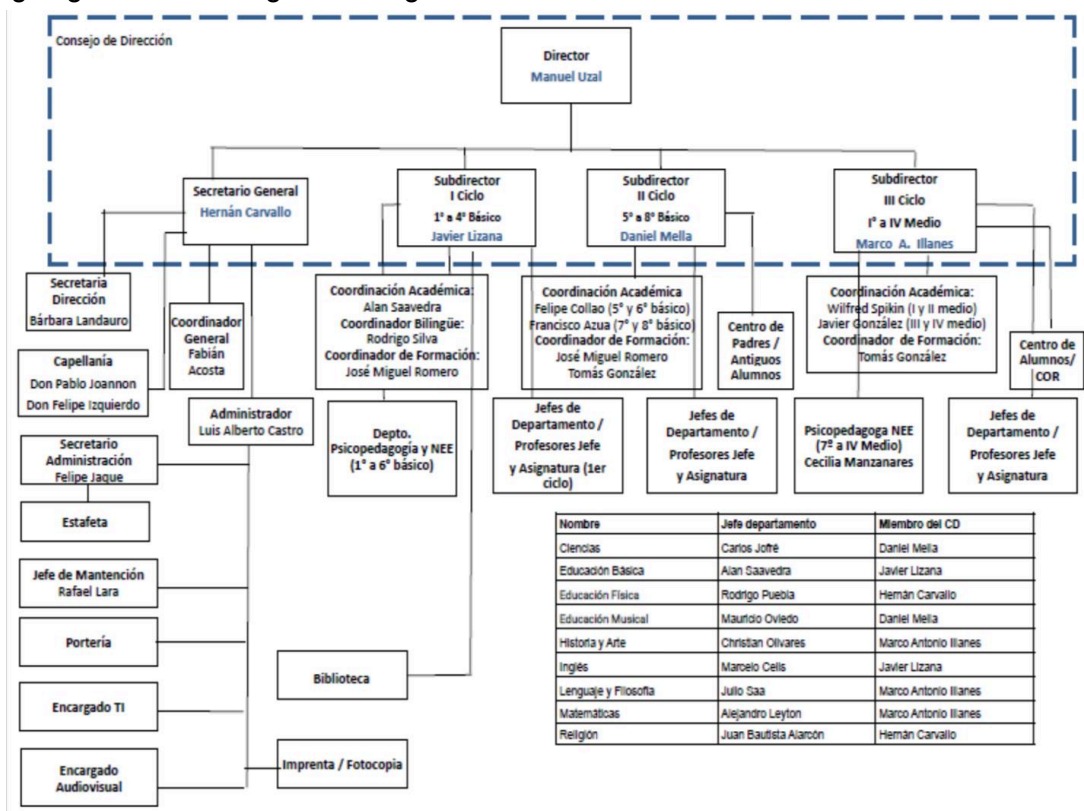 Consejo de Dirección
Director
Manuel Uzal
Secretario General
Hernán Carvallo
Subdirector
I Ciclo
1° a 4° Básico
Javier Lizana
Subdirector
II Ciclo
5° a 8° Básico
Daniel Mella
Subdirector
III Ciclo
I° a IV Medio
Marco A. Illanes
Secretaria
Dirección
Bárbara Landauro
Capellanía
Don Pablo Joannon
Don Felipe Izquierdo
Coordinador
General
Fabián
Acosta
Coordinación Académica:
Alan Saavedra
Coordinador Bilingüe:
Rodrigo Silva
Coordinador de Formación:
José Miguel Romero
Coordinación Académica
Felipe Collao (5° y 6° básico)
Francisco Azua (7° y 8° básico)
Coordinador de Formación:
José Miguel Romero
Tomás González
Centro de
Padres /
Antiguos
Alumnos
Coordinación Académica:
Wilfred Spikin (I y II medio)
Javier González (III y IV medio)
Coordinador de Formación:
Tomás González
Centro de
Alumnos/
COR
Administrador
Luis Alberto Castro
Depto.
Psicopedagogía y NEE
(1° a 6° básico)
Jefes de
Departamento /
Profesores Jefe
y Asignatura (1er
ciclo)
Jefes de
Departamento /
Profesores Jefe
y Asignatura
Psicopedagoga NEE
(7º a IV Medio)
Cecilia Manzanares
Jefes de
Departamento /
Profesores Jefe
y Asignatura
Secretario
Administración
Felipe Jaque
Estafeta
Jefe de Mantención
Rafael Lara
Portería
Encargado TI
Encargado
Audiovisual
Biblioteca
Imprenta / Fotocopia
Nombre Jefe departamento Miembro del CD
Ciencias Carlos Jofré Daniel Mella
Educación Básica Alan Saavedra Javier Lizana
Educación Física Rodrigo Puebla Hernán Carvallo
Educación Musical Mauricio Oviedo Daniel Mella
Historia y Arte Christian Olivares Marco Antonio Illanes
Inglés Marcelo Celis Javier Lizana
Lenguaje y Filosofía Julio Saa Marco Antonio Illanes
Matemáticas Alejandro Leyton Marco Antonio Illanes
Religión Juan Bautista Alarcón Hernán Carvallo